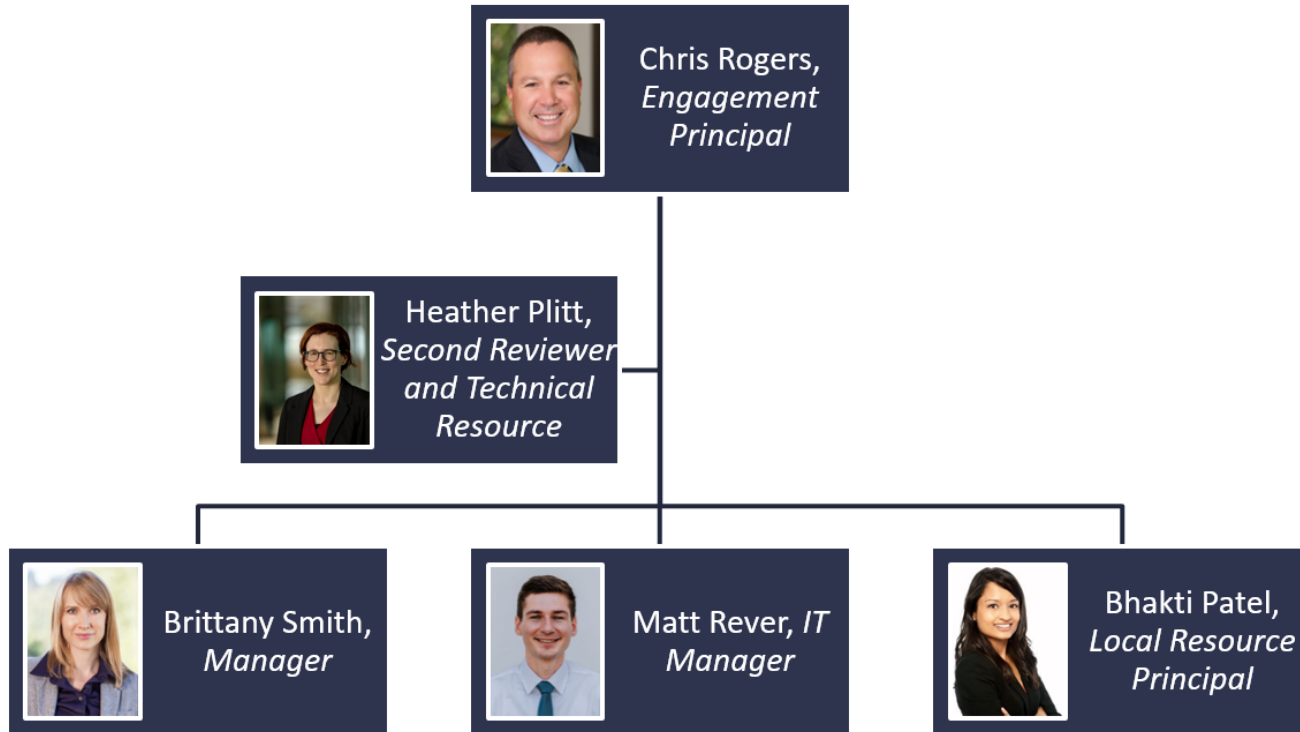 Chris Rogers,
Engagement
Principal
Heather Plitt,
Second Reviewer
and Technical
Resource
Brittany Smith,
Manager
Matt Rever, IT
Manager
Bhakti Patel,
Local Resource
Principal